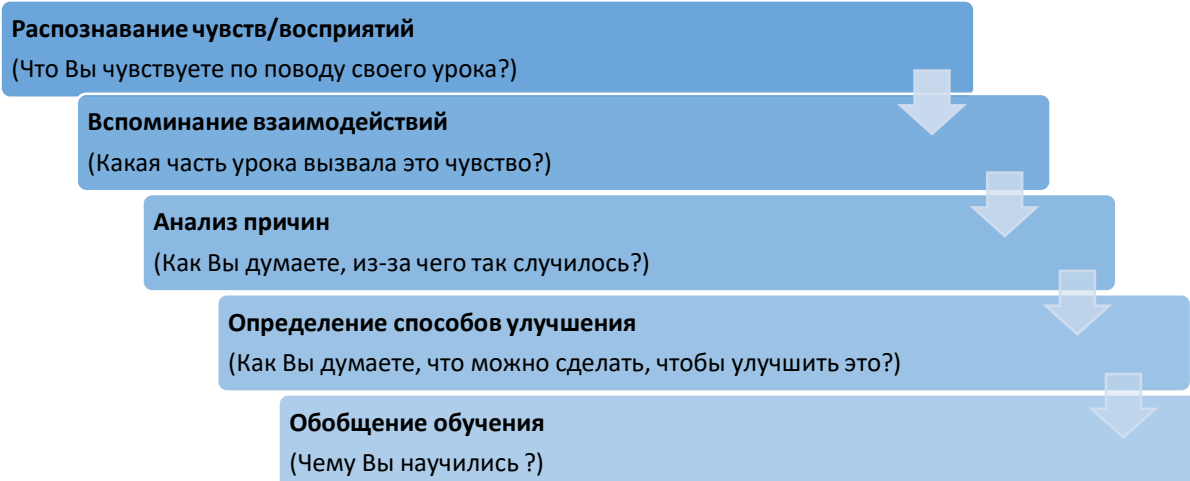 Распознавание чувств/восприятий
(Что Вы чувствуете по поводу своего урока?)
Вспоминание взаимодействий
(Какая часть урока вызвала это чувство?)
Анализ причин
(Как Вы думаете, из-за чего так случилось?)
Определение способов улучшения
(Как Вы думаете, что можно сделать, чтобы улучшить это?)
Обобщение обучения
(Чему Вы научились ?)